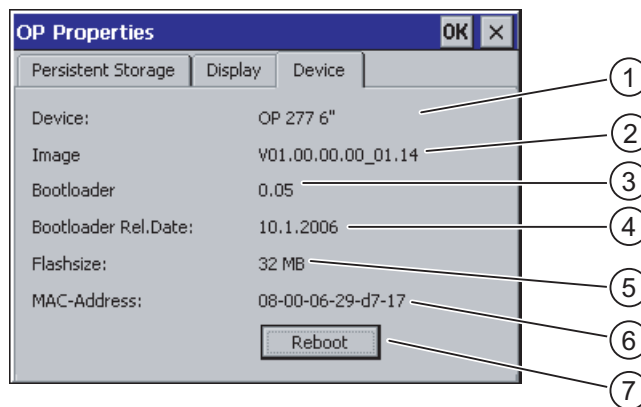 OP Properties OK ×
Persistent Storage Display Device
Device: OP 277 6" 1
Image V01.00.00.00_01.14 2
Bootloader 0.05 3
Bootloader Rel.Date: 10.1.2006 4
Flashsize: 32 MB 5
MAC-Address: 08-00-06-29-d7-17 6
Reboot 7